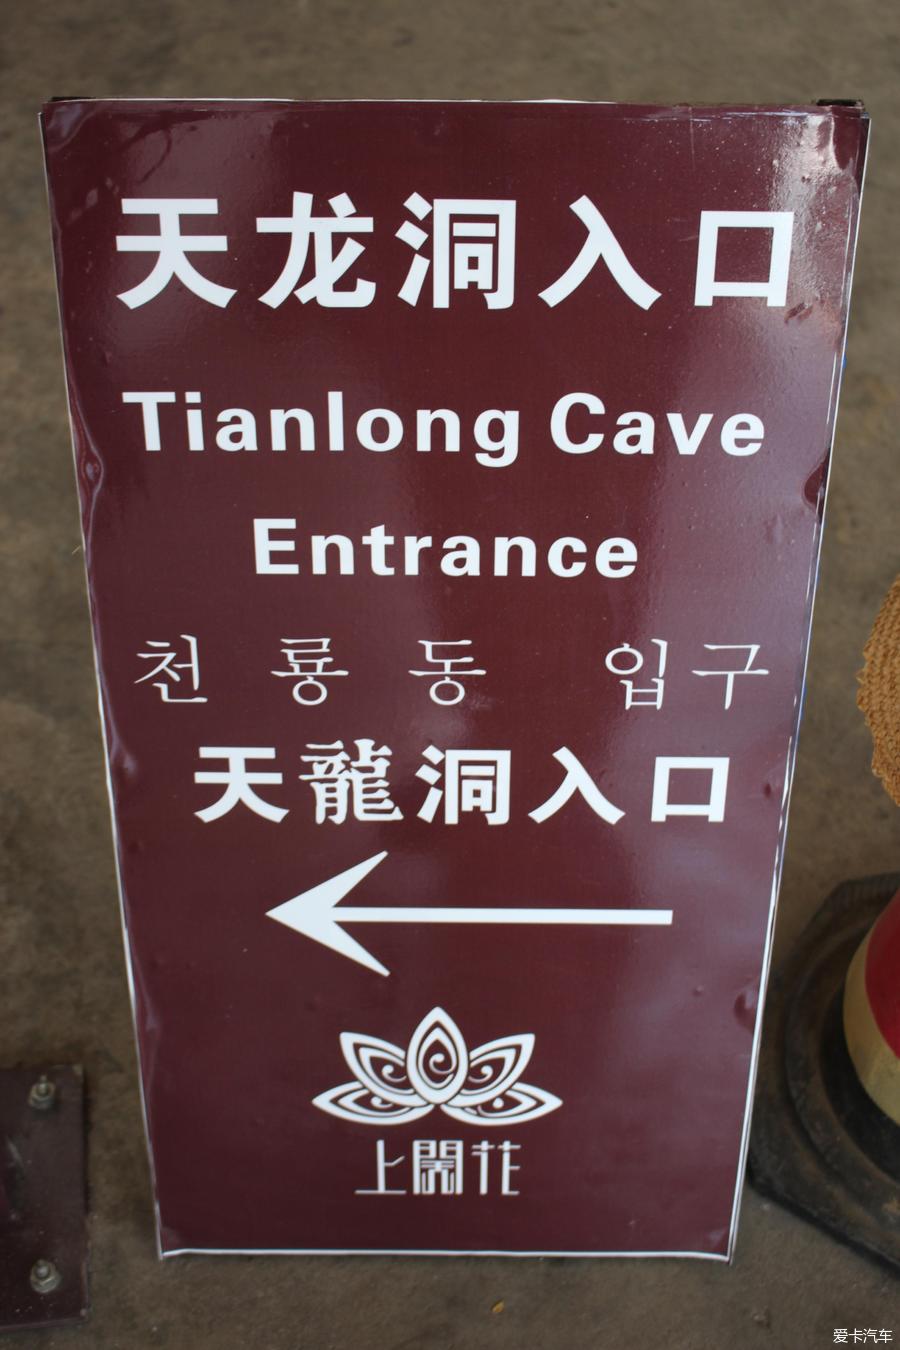 天龙洞入口
Tianlong Cave
Entrance
천 룡 동 입구
天龍洞入口
上開花
爱卡汽车